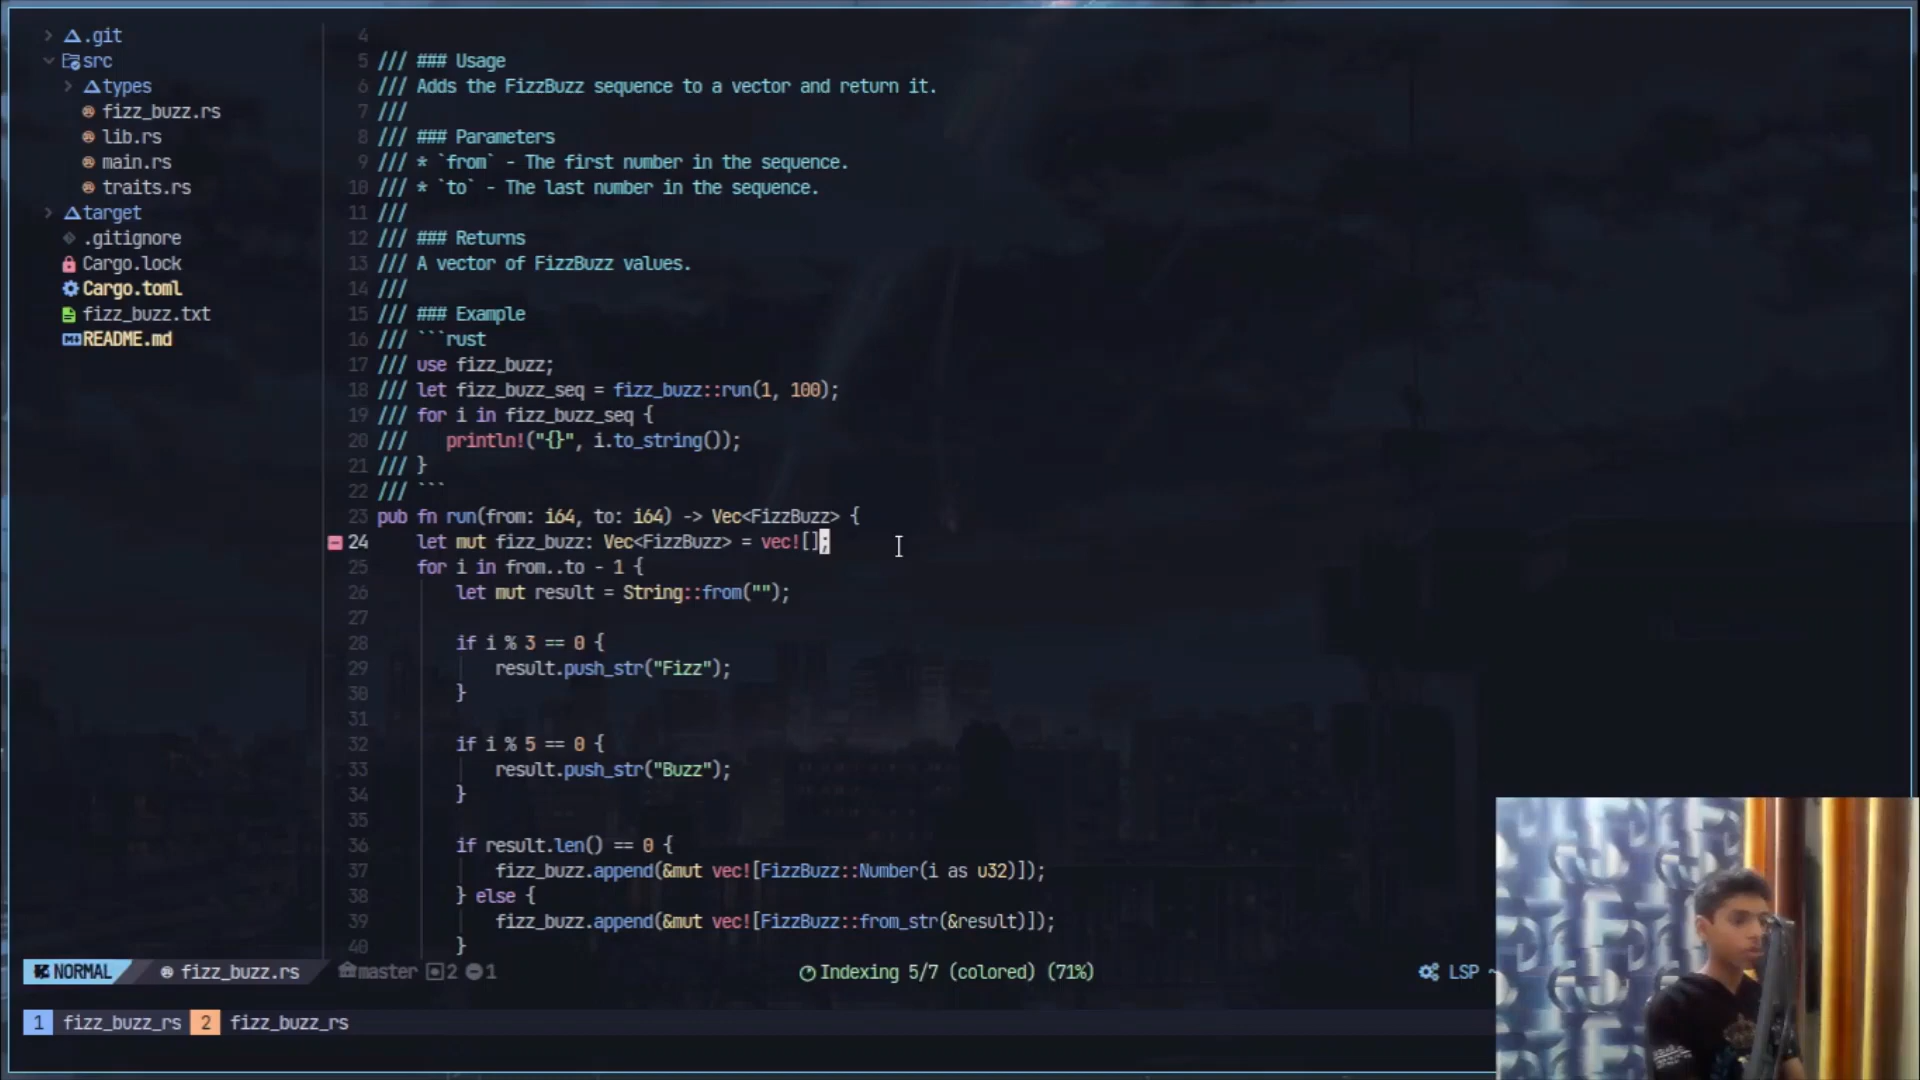 .git
src
types
fizz_buzz.rs
lib.rs
main.rs
traits.rs
target
.gitignore
Cargo.lock
Cargo.toml
fizz_buzz.txt
README.md
4
5 /// ### Usage
6 /// Adds the FizzBuzz sequence to a vector and return it.
7 ///
8 /// ### Parameters
9 /// * `from` - The first number in the sequence.
10 /// * `to` - The last number in the sequence.
11 ///
12 /// ### Returns
13 /// A vector of FizzBuzz values.
14 ///
15 /// ### Example
16 /// ```rust
17 /// use fizz_buzz;
18 /// let fizz_buzz_seq = fizz_buzz::run(1, 100);
19 /// for i in fizz_buzz_seq {
20 ///    println!("{}", i.to_string());
21 /// }
22 /// ```
23 pub fn run(from: i64, to: i64) -> Vec<FizzBuzz> {
24     let mut fizz_buzz: Vec<FizzBuzz> = vec![];
25     for i in from..to - 1 {
26         let mut result = String::from("");
27
28         if i % 3 == 0 {
29             result.push_str("Fizz");
30         }
31
32         if i % 5 == 0 {
33             result.push_str("Buzz");
34         }
35
36         if result.len() == 0 {
37             fizz_buzz.append(&mut vec![FizzBuzz::Number(i as u32)]);
38         } else {
39             fizz_buzz.append(&mut vec![FizzBuzz::from_str(&result)]);
40         }
NORMAL fizz_buzz.rs master 2 1 Indexing 5/7 (colored) (71%) LSP ~
1 fizz_buzz_rs 2 fizz_buzz_rs